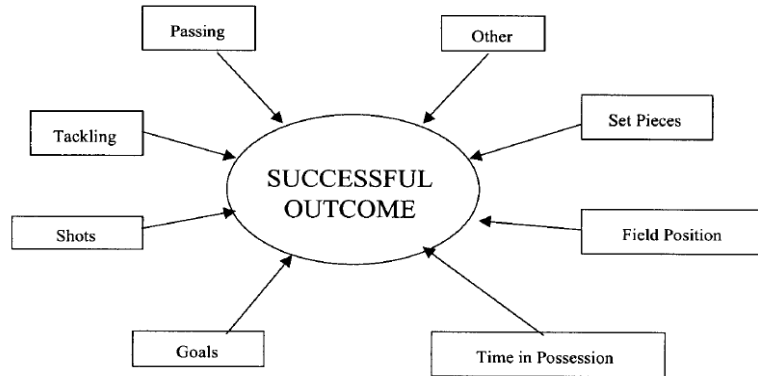 Passing
Other
Tackling
Set Pieces
SUCCESSFUL
OUTCOME
Shots
Field Position
Goals
Time in Possession